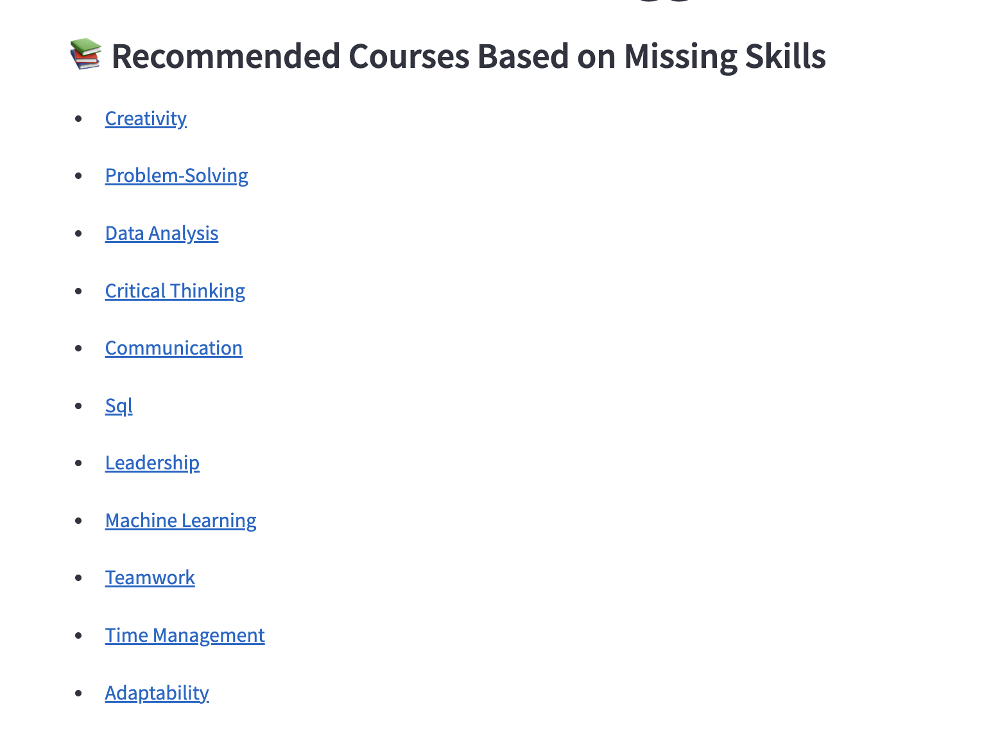 📚 Recommended Courses Based on Missing Skills
• Creativity
• Problem-Solving
• Data Analysis
• Critical Thinking
• Communication
• Sql
• Leadership
• Machine Learning
• Teamwork
• Time Management
• Adaptability